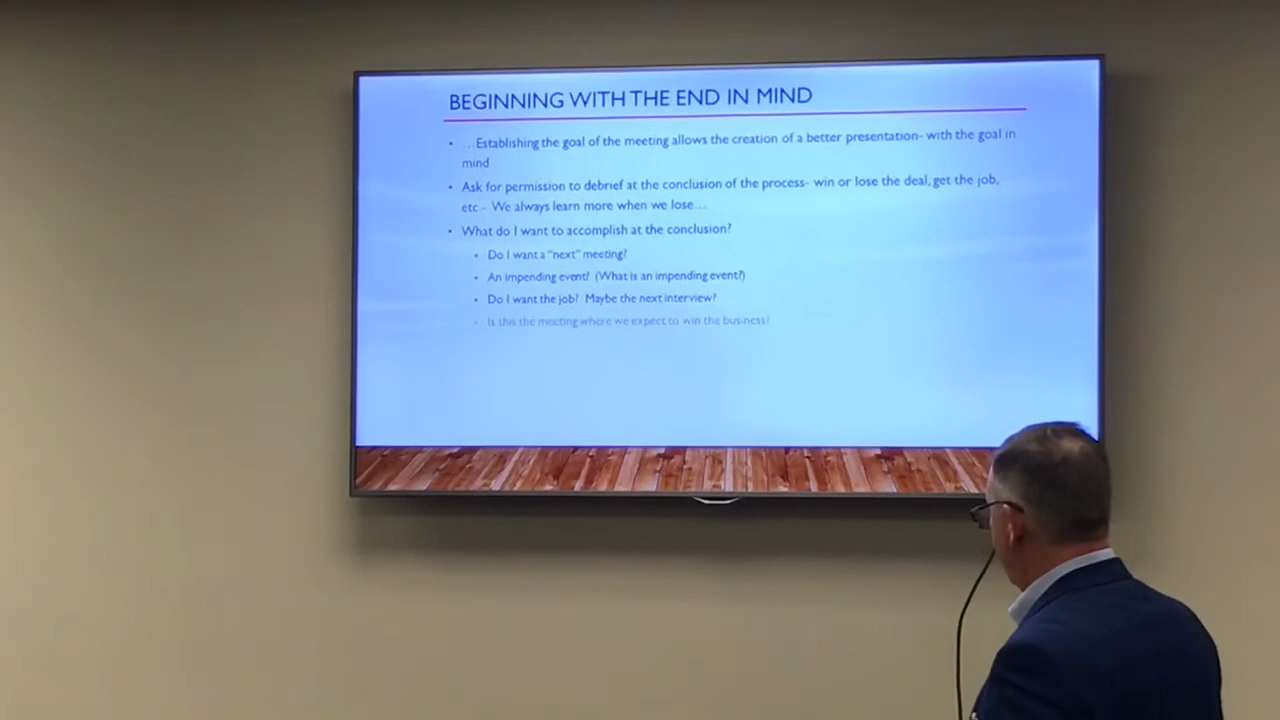 BEGINNING WITH THE END IN MIND
• …Establishing the goal of the meeting allows the creation of a better presentation- with the goal in
mind
• Ask for permission to debrief at the conclusion of the process- win or lose the deal, get the job,
etc.- We always learn more when we lose…
• What do I want to accomplish at the conclusion?
• Do I want a "next" meeting?
• An impending event? (What is an impending event?)
• Do I want the job? Maybe the next interview?
• Is this the meeting where we expect to win the business?